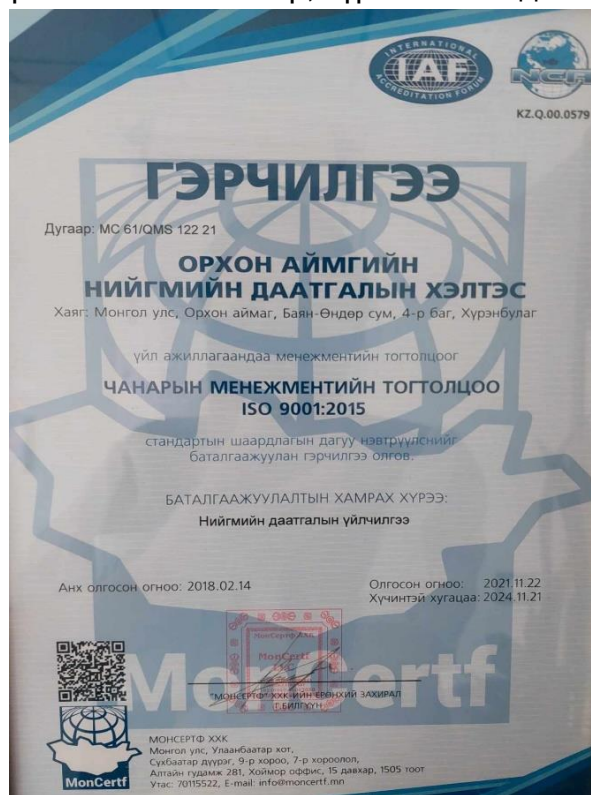 INTERNATIONAL
IAF
ACCREDITATION FORUM
NCA
KZ.Q.00.0579
ГЭРЧИЛГЭЭ
Дугаар: MC 61/QMS 122 21
ОРХОН АЙМГИЙН
НИЙГМИЙН ДААТГАЛЫН ХЭЛТЭС
Хаяг: Монгол улс, Орхон аймаг, Баян-Өндөр сум, 4-р баг, Хүрэнбулаг
үйл ажиллагаандаа менежментийн тогтолцоог
ЧАНАРЫН МЕНЕЖМЕНТИЙН ТОГТОЛЦОО
ISO 9001:2015
стандартын шаардлагын дагуу нэвтрүүлснийг
баталгаажуулан гэрчилгээ олгов.
БАТАЛГААЖУУЛАЛТЫН ХАМРАХ ХҮРЭЭ:
Нийгмийн даатгалын үйлчилгээ
Анх олгосон огноо: 2018.02.14
Олгосон огноо: 2021.11.22
Хүчинтэй хугацаа: 2024.11.21
МонСертф ХХК
MonCertf
MonCertf
"МОНСЕРТФ" ХХК-ИЙН ЕРӨНХИЙ ЗАХИРАЛ
MonCertf
МОНСЕРТФ ХХК
Монгол улс, Улаанбаатар хот,
Сүхбаатар дүүрэг, 9-р хороо, 7-р хороолол,
Алтайн гудамж 281, Хоймор оффис, 15 давхар, 1505 тоот
Утас: 70115522, E-mail: info@moncertf.mn